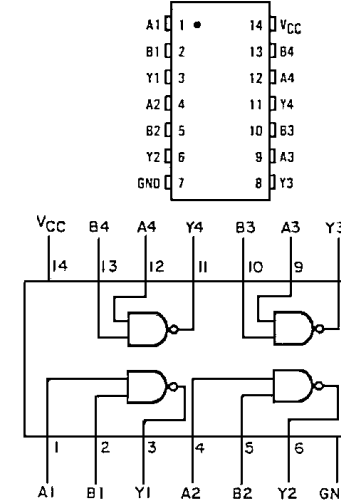 A1 1 14 VCC
B1 2 13 B4
Y1 3 12 A4
A2 4 11 Y4
B2 5 10 B3
Y2 6 9 A3
GND 7 8 Y3
VCC B4 A4 Y4 B3 A3 Y3
14 13 12 11 10 9
1 2 3 4 5 6
A1 B1 Y1 A2 B2 Y2 GN